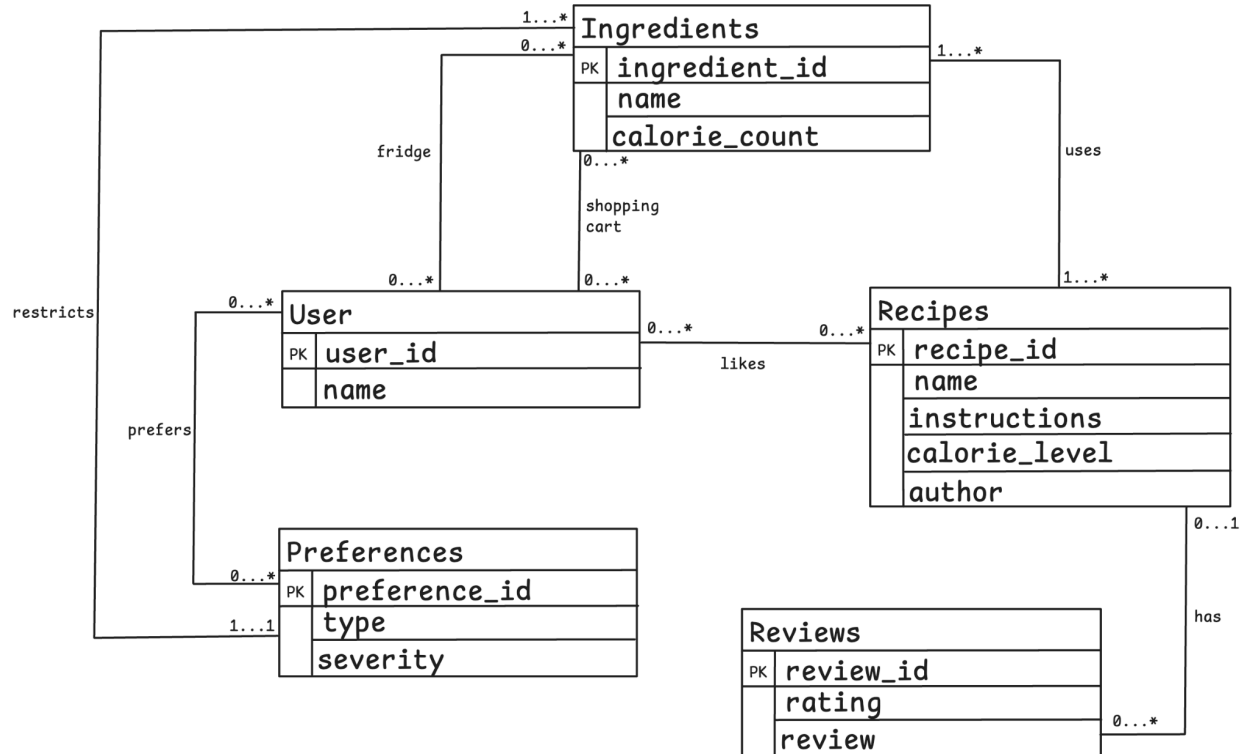 1...*
Ingredients
0...*
PK ingredient_id
1...*
name
calorie_count
fridge
0...*
uses
shopping
cart
0...*
0...*
1...*
0...*
restricts
User
0...*
0...*
Recipes
PK user_id
PK recipe_id
likes
name
name
instructions
prefers
calorie_level
author
0...1
Preferences
0...*
PK preference_id
type
1...1
has
Reviews
severity
PK review_id
rating
0...*
review